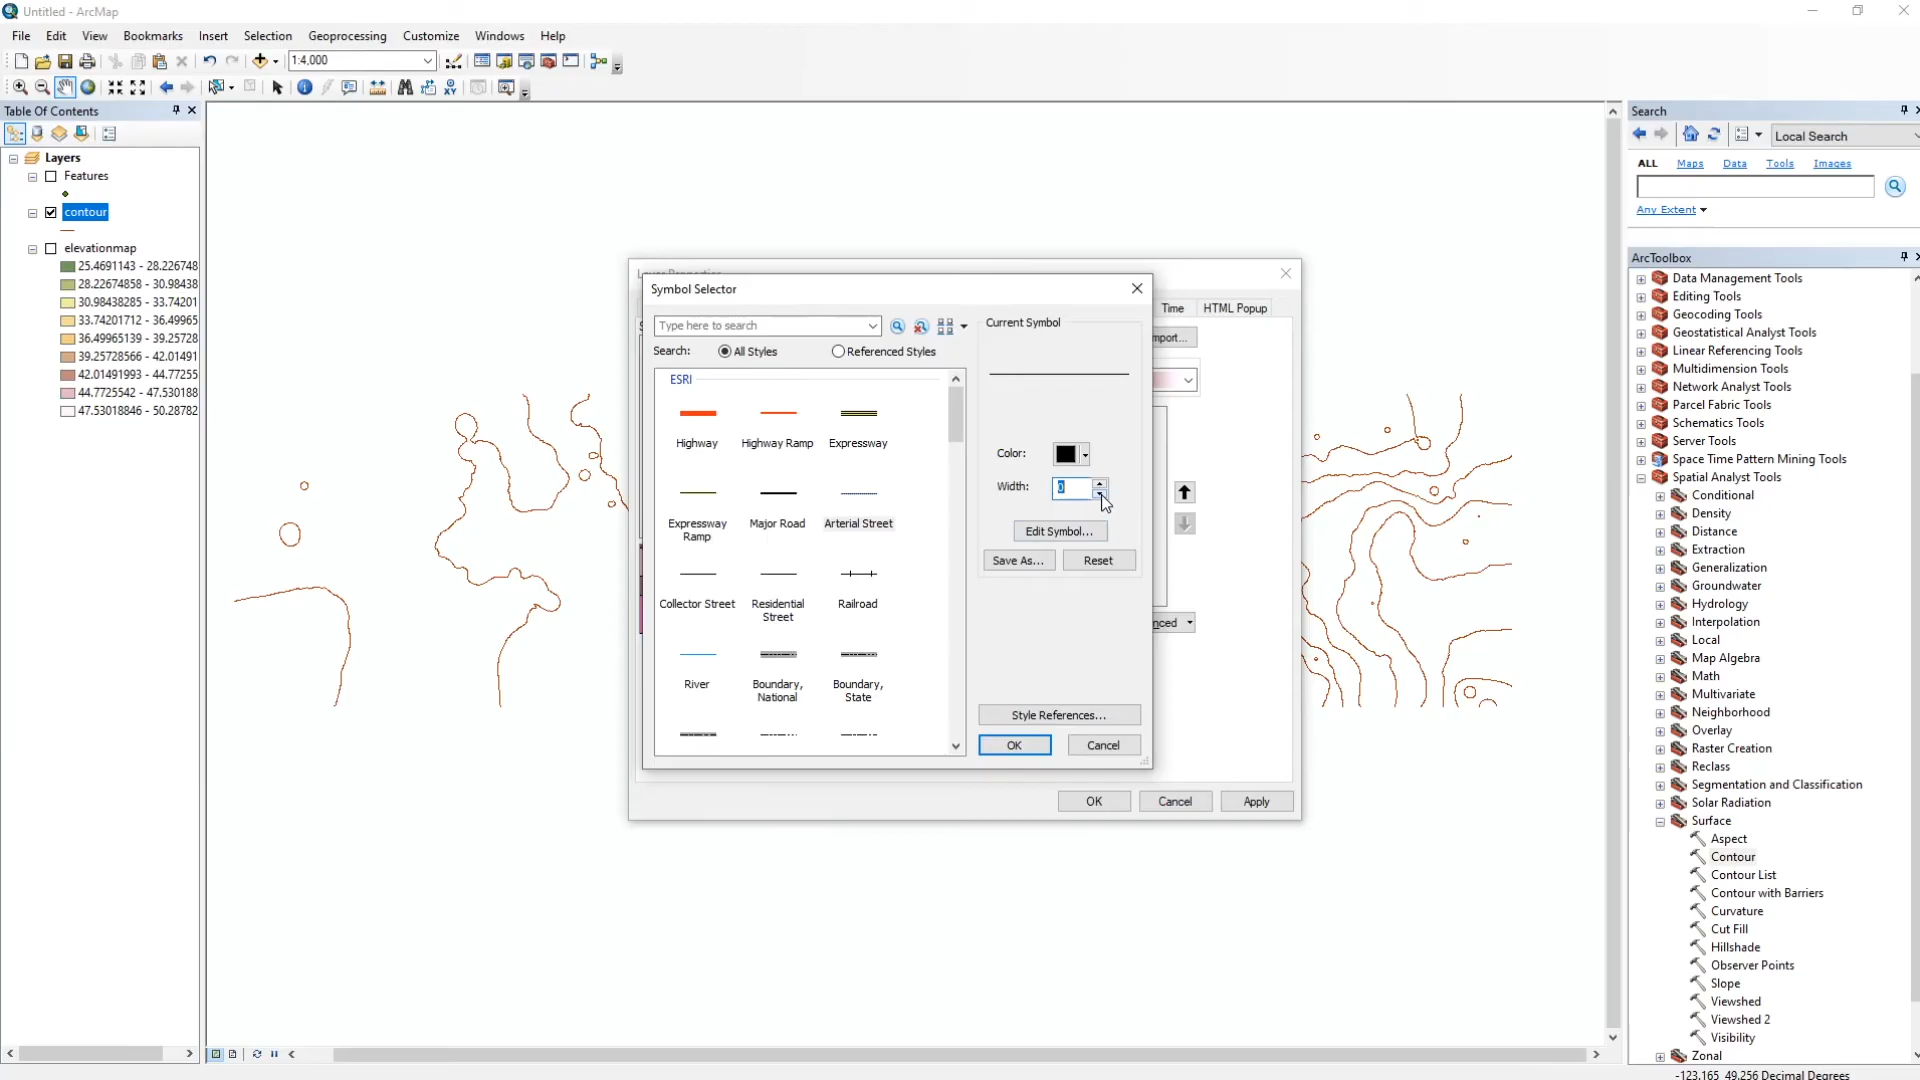 Untitled - ArcMap
File Edit View Bookmarks Insert Selection Geoprocessing Customize Windows Help
1:4,000
Table Of Contents
Layers
Features
contour
elevationmap
25.4691143 - 28.226748
28.22674858 - 30.98438
30.98438285 - 33.74201
33.74201712 - 36.49965
36.49965139 - 39.25728
39.25728566 - 42.01491
42.01491993 - 44.77255
44.7725542 - 47.530188
47.53018846 - 50.28782
Time HTML Popup
Symbol Selector
Type here to search
Search: All Styles Referenced Styles
ESRI
Highway Highway Ramp Expressway
Expressway Ramp Major Road Arterial Street
Collector Street Residential Street Railroad
River Boundary, National Boundary, State
Current Symbol
Color:
Width: 0
Edit Symbol...
Save As... Reset
Style References...
OK Cancel
OK Cancel Apply
Search
Local Search
ALL Maps Data Tools Images
Any Extent
ArcToolbox
Data Management Tools
Editing Tools
Geocoding Tools
Geostatistical Analyst Tools
Linear Referencing Tools
Multidimension Tools
Network Analyst Tools
Parcel Fabric Tools
Schematics Tools
Server Tools
Space Time Pattern Mining Tools
Spatial Analyst Tools
Conditional
Density
Distance
Extraction
Generalization
Groundwater
Hydrology
Interpolation
Local
Map Algebra
Math
Multivariate
Neighborhood
Overlay
Raster Creation
Reclass
Segmentation and Classification
Solar Radiation
Surface
Aspect
Contour
Contour List
Contour with Barriers
Curvature
Cut Fill
Hillshade
Observer Points
Slope
Viewshed
Viewshed 2
Visibility
Zonal
-123.165 49.256 Decimal Degrees